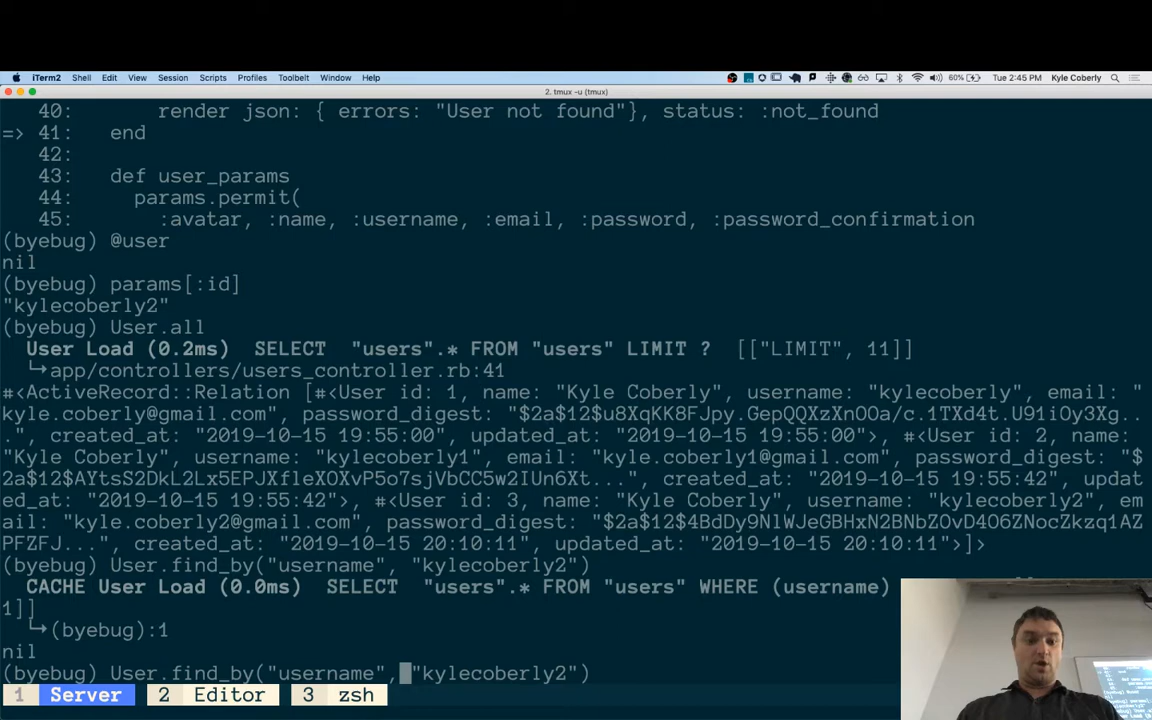 iTerm2 Shell Edit View Session Scripts Profiles Toolbelt Window Help 60% Tue 2:45 PM Kyle Coberly
2. tmux -u (tmux)
40: render json: { errors: "User not found"}, status: :not_found
=> 41: end
42:
43: def user_params
44: params.permit(
45: :avatar, :name, :username, :email, :password, :password_confirmation
(byebug) @user
nil
(byebug) params[:id]
"kylecoberly2"
(byebug) User.all
User Load (0.2ms) SELECT "users".* FROM "users" LIMIT ? [["LIMIT", 11]]
↳app/controllers/users_controller.rb:41
#<ActiveRecord::Relation [#<User id: 1, name: "Kyle Coberly", username: "kylecoberly", email: "
kyle.coberly@gmail.com", password_digest: "$2a$12$u8XqKK8FJpy.GepQQXzXnOOa/c.1TXd4t.U91iOy3Xg..
.", created_at: "2019-10-15 19:55:00", updated_at: "2019-10-15 19:55:00">, #<User id: 2, name:
"Kyle Coberly", username: "kylecoberly1", email: "kyle.coberly1@gmail.com", password_digest: "$
2a$12$AYtsS2DkL2Lx5EPJXfleXOXvP5o7sjVbCC5w2IUn6Xt...", created_at: "2019-10-15 19:55:42", updat
ed_at: "2019-10-15 19:55:42">, #<User id: 3, name: "Kyle Coberly", username: "kylecoberly2", em
ail: "kyle.coberly2@gmail.com", password_digest: "$2a$12$4BdDy9NlWJeGBHxN2BNbZOvD4O6ZNocZkzq1AZ
PFZFJ...", created_at: "2019-10-15 20:10:11", updated_at: "2019-10-15 20:10:11">]>
(byebug) User.find_by("username", "kylecoberly2")
CACHE User Load (0.0ms) SELECT "users".* FROM "users" WHERE (username)
1]]
↳(byebug):1
nil
(byebug) User.find_by("username", "kylecoberly2")
1 Server 2 Editor 3 zsh